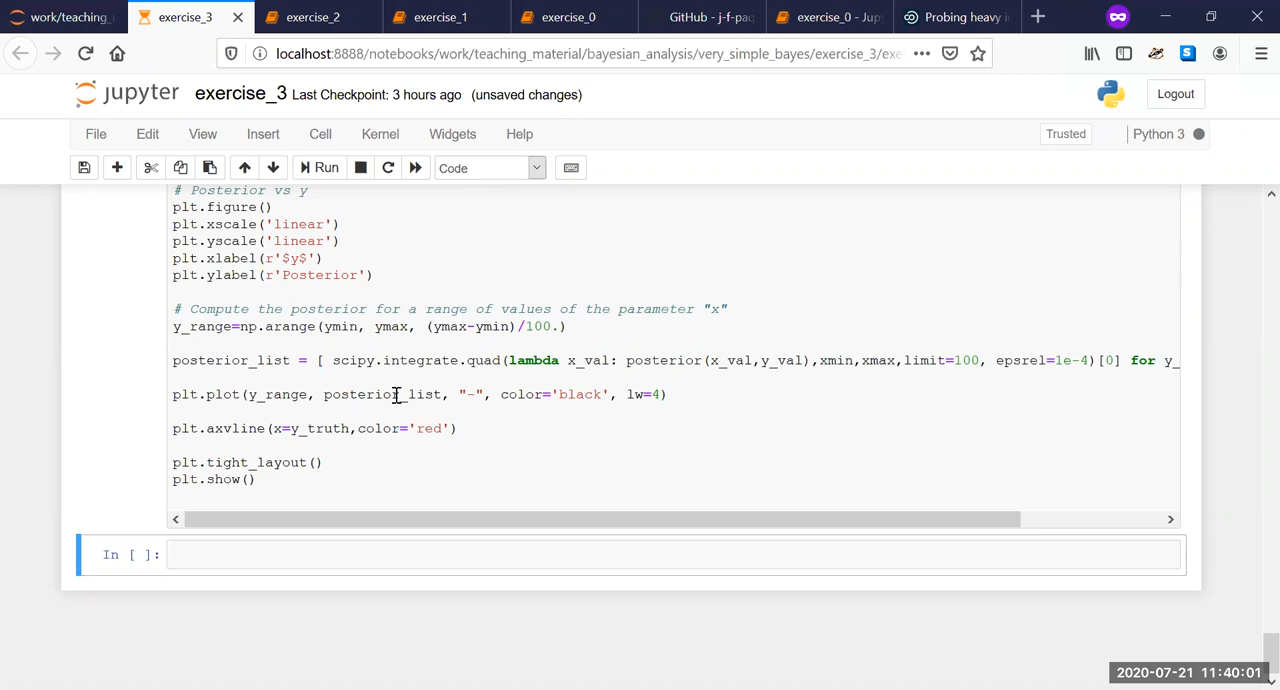 work/teaching_
exercise_3
exercise_2
exercise_1
exercise_0
GitHub - j-f-paq
exercise_0 - Jup
Probing heavy i
localhost:8888/notebooks/work/teaching_material/bayesian_analysis/very_simple_bayes/exercise_3/exe
jupyter exercise_3 Last Checkpoint: 3 hours ago (unsaved changes)
Logout
File Edit View Insert Cell Kernel Widgets Help
Trusted
Python 3
Run
Code
# Posterior vs y
plt.figure()
plt.xscale('linear')
plt.yscale('linear')
plt.xlabel(r'$y$')
plt.ylabel(r'Posterior')
# Compute the posterior for a range of values of the parameter "x"
y_range=np.arange(ymin, ymax, (ymax-ymin)/100.)
posterior_list = [ scipy.integrate.quad(lambda x_val: posterior(x_val,y_val),xmin,xmax,limit=100, epsrel=1e-4)[0] for y_
plt.plot(y_range, posterior_list, "-", color='black', lw=4)
plt.axvline(x=y_truth,color='red')
plt.tight_layout()
plt.show()
In [ ]:
2020-07-21 11:40:01